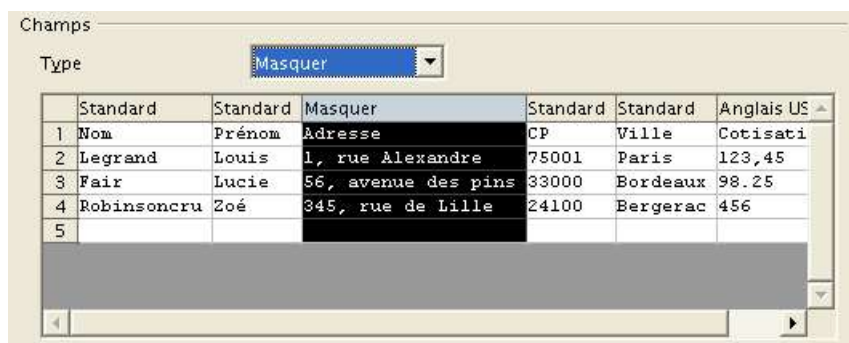 Champs
Type Masquer
Standard Standard Masquer Standard Standard Anglais US
1 Nom Prénom Adresse CP Ville Cotisati
2 Legrand Louis 1, rue Alexandre 75001 Paris 123,45
3 Fair Lucie 56, avenue des pins 33000 Bordeaux 98.25
4 Robinsoncru Zoé 345, rue de Lille 24100 Bergerac 456
5